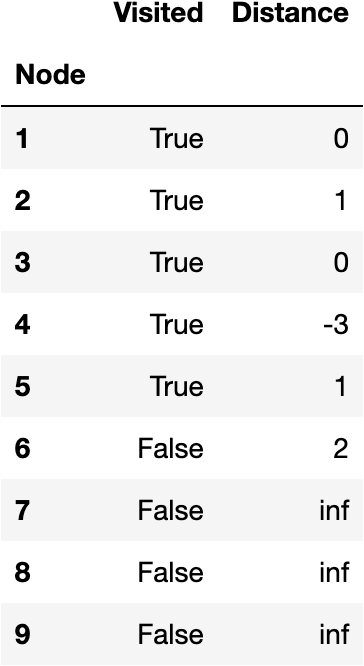 Visited Distance
Node
1 True 0
2 True 1
3 True 0
4 True -3
5 True 1
6 False 2
7 False inf
8 False inf
9 False inf